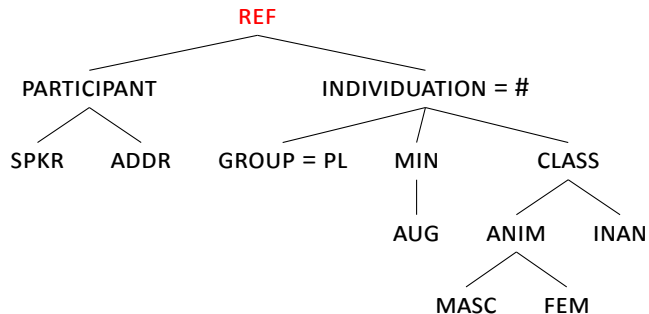 REF
PARTICIPANT INDIVIDUATION = #
SPKR ADDR GROUP = PL MIN CLASS
AUG ANIM INAN
MASC FEM